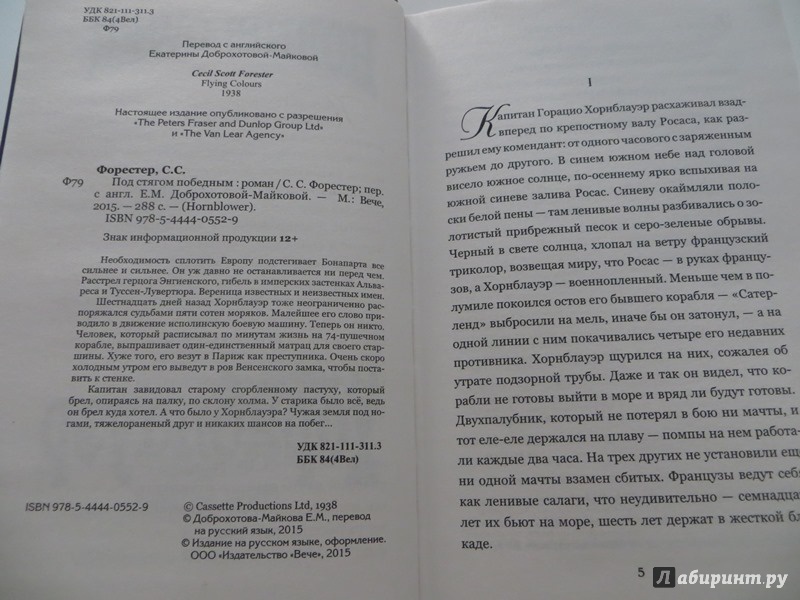 УДК 821-111-311.3
ББК 84(4Вел)
Ф79
Перевод с английского
Екатерины Доброхотовой-Майковой
Cecil Scott Forester
Flying Colours
1938
Настоящее издание опубликовано с разрешения
«The Peters Fraser and Dunlop Group Ltd»
и «The Van Lear Agency»
Форестер, С.С.
Ф79 Под стягом победным : роман / С. С. Форестер; пер.
с англ. Е.М. Доброхотовой-Майковой. — М.: Вече,
2015. — 288 с. — (Hornblower).
ISBN 978-5-4444-0552-9
Знак информационной продукции 12+
Необходимость сплотить Европу подстегивает Бонапарта все
сильнее и сильнее. Он уж давно не останавливается ни перед чем.
Расстрел герцога Энгиенского, гибель в имперских застенках Альва-
реса и Туссен-Лувертюра. Вереница известных и неизвестных имен.
Шестнадцать дней назад Хорнблауэр тоже неограниченно рас-
поряжался судьбами пяти сотен моряков. Малейшее его слово при-
водило в движение исполинскую боевую машину. Теперь он никто.
Человек, который расписывал по минутам жизнь на 74-пушечном
корабле, выпрашивает один-единственный матрац для своего стар-
шины. Хуже того, его везут в Париж как преступника. Очень скоро
холодным утром его выведут в ров Венсенского замка, чтобы поста-
вить к стенке.
Капитан завидовал старому сгорбленному пастуху, который
брел, опираясь на палку, по склону холма. У старика было всё, ведь
он брел куда хотел. А что было у Хорнблауэра? Чужая земля под но-
гами, тяжелораненый друг и никаких шансов на побег...
УДК 821-111-311.3
ББК 84(4Вел)
ISBN 978-5-4444-0552-9
© Cassette Productions Ltd, 1938
© Доброхотова-Майкова Е.М., перевод
на русский язык, 2015
© Издание на русском языке, оформление.
ООО «Издательство «Вече», 2015
I
Капитан Горацио Хорнблауэр расхаживал взад-
вперед по крепостному валу Росаса, как раз-
решил ему комендант: от одного часового с заряженным
ружьем до другого. В синем южном небе над головой
висело южное солнце, по-осеннему ярко вспыхивая на
южной синеве залива Росас. Синеву окаймляли поло-
ски белой пены — там ленивые волны разбивались о зо-
лотистый прибрежный песок и серо-зеленые обрывы.
Черный в свете солнца, хлопал на ветру французский
триколор, возвещая миру, что Росас — в руках францу-
зов, а Хорнблауэр — военнопленный. Меньше чем в по-
лумиле покоился остов его бывшего корабля — «Сатер-
ленд» выбросили на мель, иначе бы он затонул, — а на
одной линии с ним покачивались четыре его недавних
противника. Хорнблауэр щурился на них, сожалея об
утрате подзорной трубы. Даже и так он видел, что ко-
рабли не готовы выйти в море и вряд ли будут готовы.
Двухпалубник, который не потерял в бою ни мачты, и
тот еле-еле держался на плаву — помпы на нем работа-
ли каждые два часа. На трех других не установили еще
ни одной мачты взамен сбитых. Французы ведут себя
как ленивые салаги, что неудивительно — семнадцать
лет их бьют на море, шесть лет держат в жесткой бло-
каде.
5
Лабиринт.ру